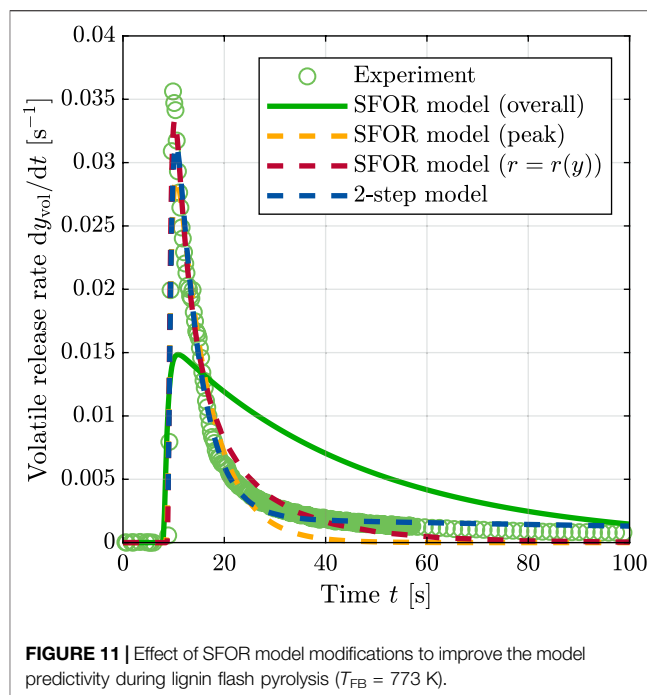 0.04
0.035
0.03
0.025
0.02
0.015
0.01
0.005
0
Volatile release rate dy_vol/dt [s⁻¹]
Experiment
SFOR model (overall)
SFOR model (peak)
SFOR model (r = r(y))
2-step model
0 20 40 60 80 100
Time t [s]
FIGURE 11 | Effect of SFOR model modifications to improve the model
predictivity during lignin flash pyrolysis (T_FB = 773 K).